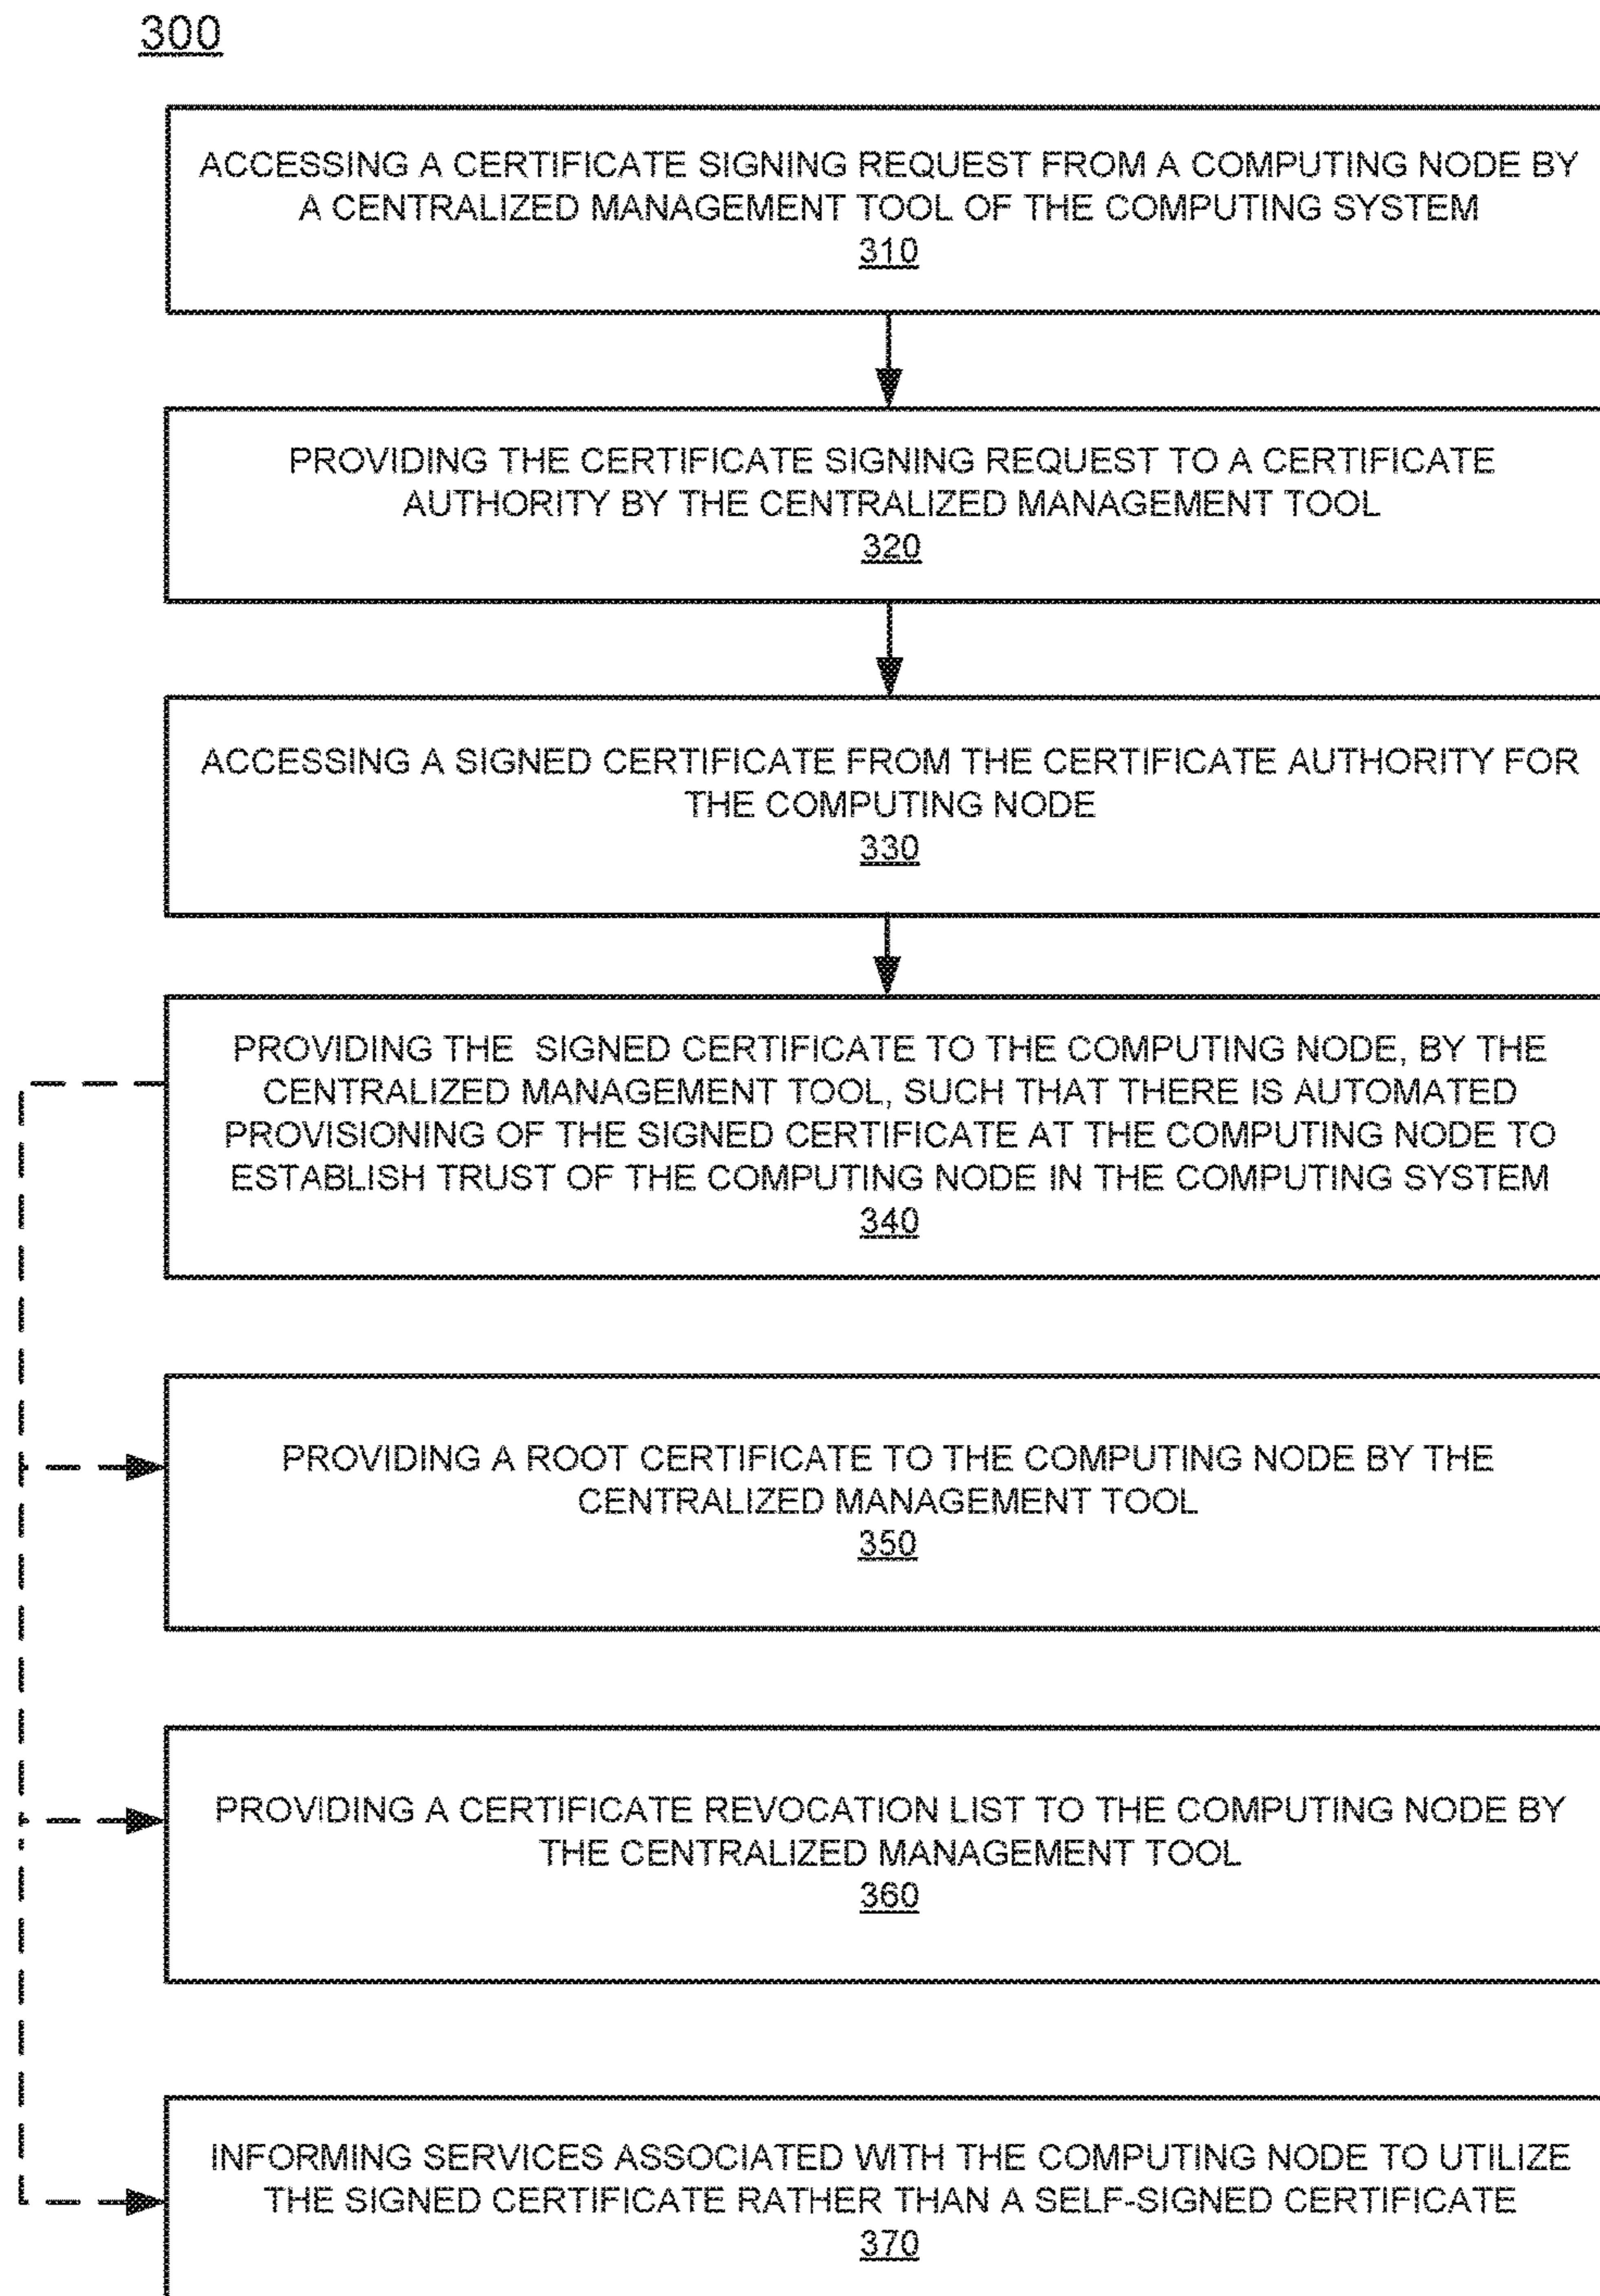 300
ACCESSING A CERTIFICATE SIGNING REQUEST FROM A COMPUTING NODE BY
A CENTRALIZED MANAGEMENT TOOL OF THE COMPUTING SYSTEM
310
PROVIDING THE CERTIFICATE SIGNING REQUEST TO A CERTIFICATE
AUTHORITY BY THE CENTRALIZED MANAGEMENT TOOL
320
ACCESSING A SIGNED CERTIFICATE FROM THE CERTIFICATE AUTHORITY FOR
THE COMPUTING NODE
330
PROVIDING THE SIGNED CERTIFICATE TO THE COMPUTING NODE, BY THE
CENTRALIZED MANAGEMENT TOOL, SUCH THAT THERE IS AUTOMATED
PROVISIONING OF THE SIGNED CERTIFICATE AT THE COMPUTING NODE TO
ESTABLISH TRUST OF THE COMPUTING NODE IN THE COMPUTING SYSTEM
340
PROVIDING A ROOT CERTIFICATE TO THE COMPUTING NODE BY THE
CENTRALIZED MANAGEMENT TOOL
350
PROVIDING A CERTIFICATE REVOCATION LIST TO THE COMPUTING NODE BY
THE CENTRALIZED MANAGEMENT TOOL
360
INFORMING SERVICES ASSOCIATED WITH THE COMPUTING NODE TO UTILIZE
THE SIGNED CERTIFICATE RATHER THAN A SELF-SIGNED CERTIFICATE
370